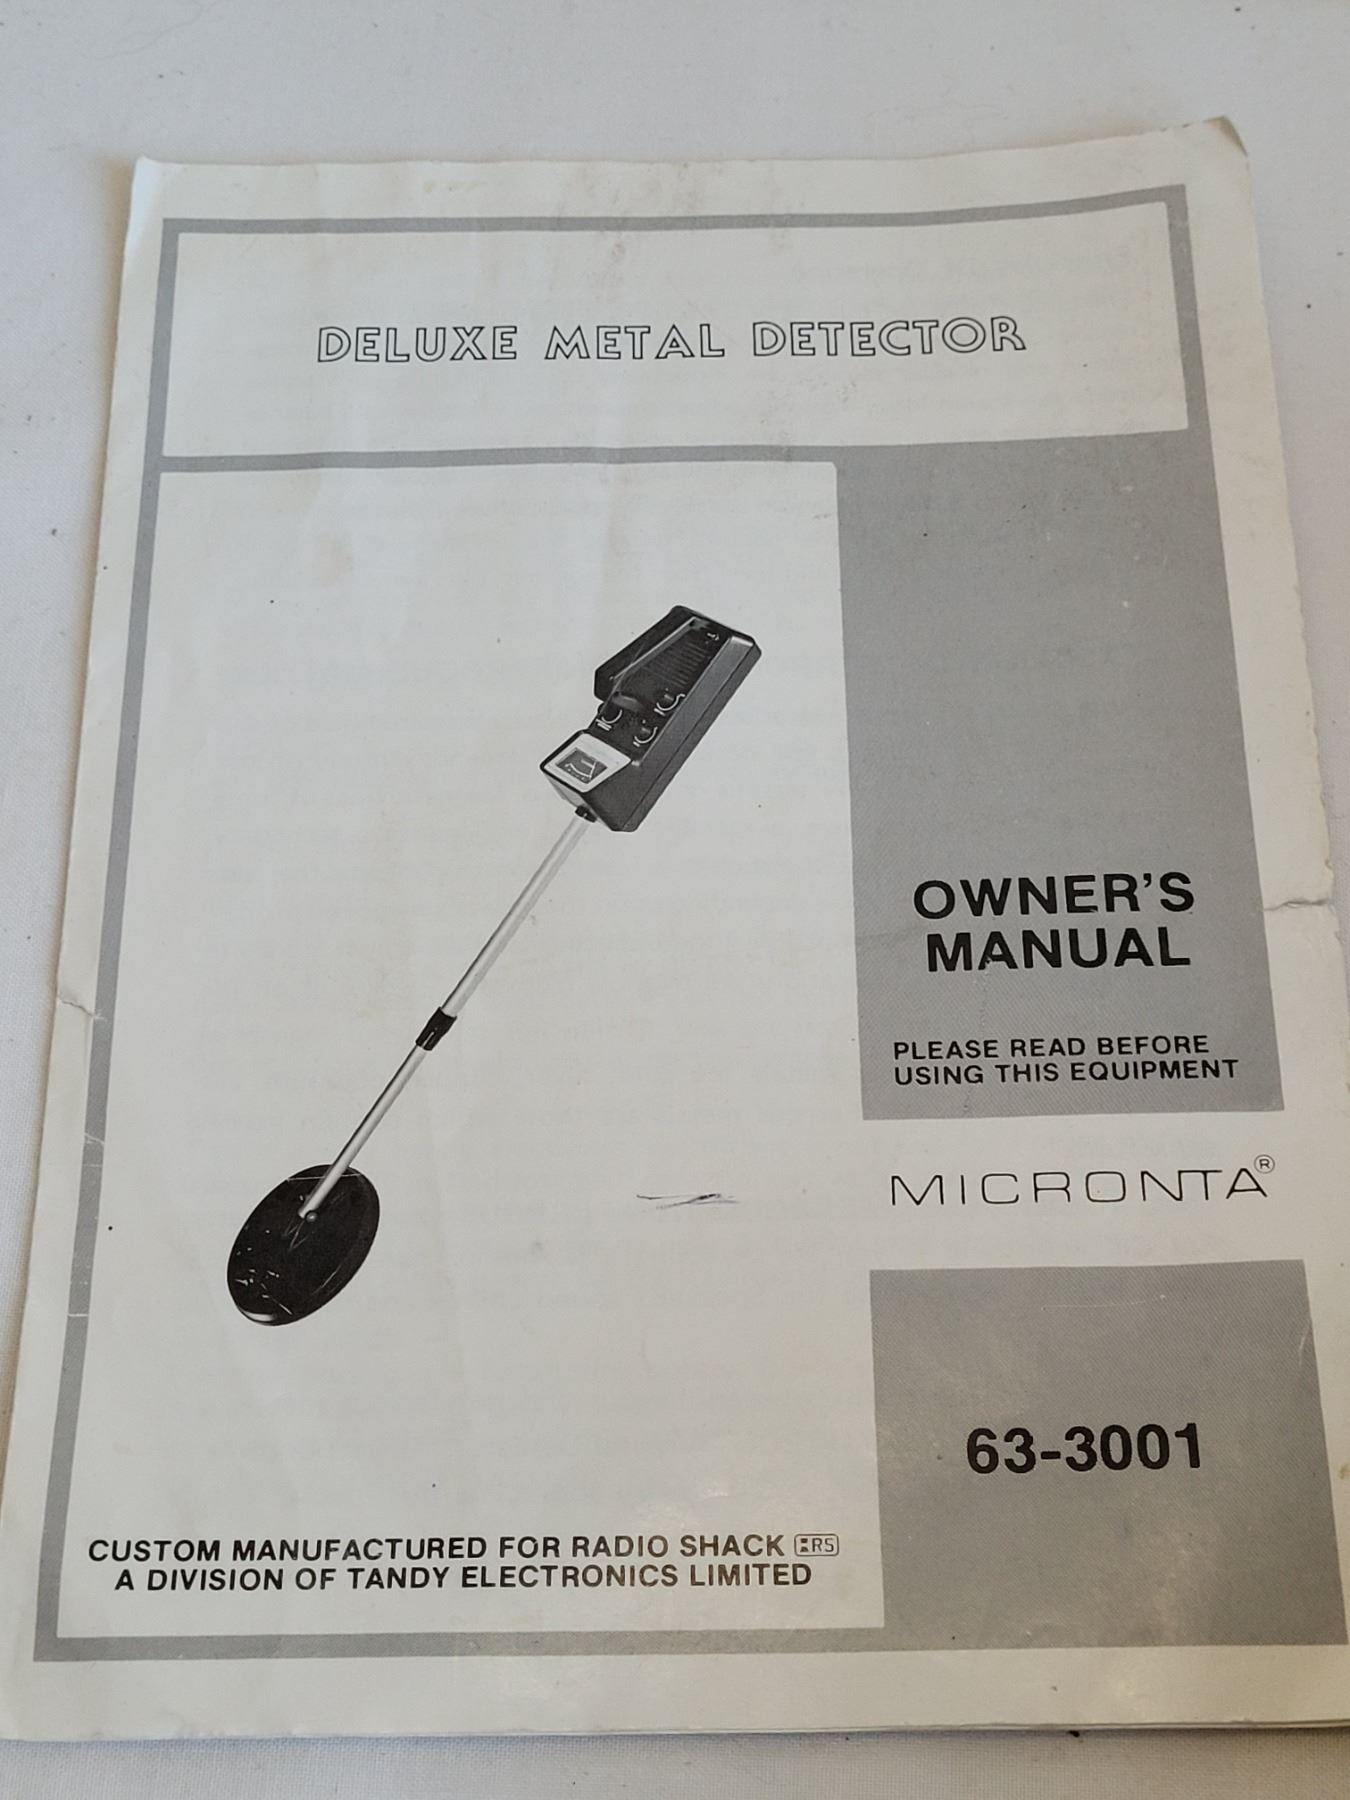 DELUXE METAL DETECTOR
OWNER'S
MANUAL
PLEASE READ BEFORE
USING THIS EQUIPMENT
MICRONTA®
63-3001
CUSTOM MANUFACTURED FOR RADIO SHACK RS
A DIVISION OF TANDY ELECTRONICS LIMITED